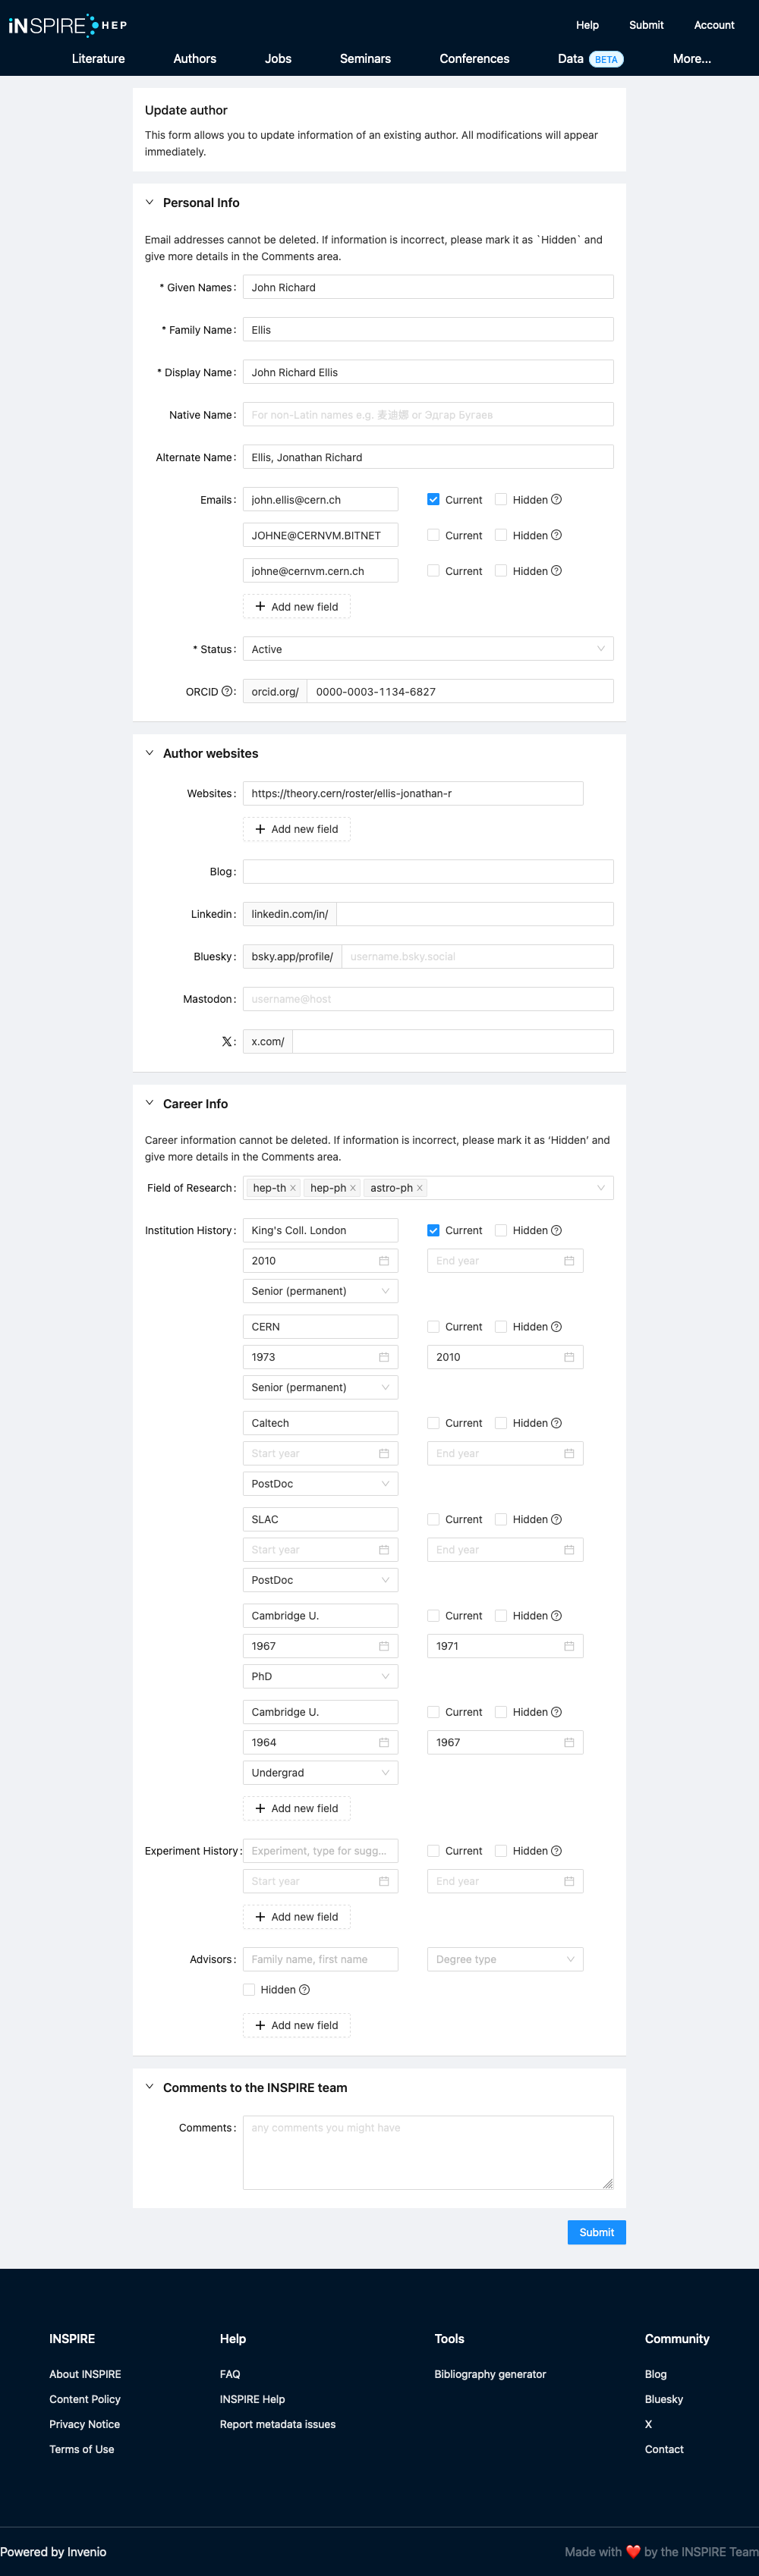 iNSPIRE HEP
Help Submit Account
Literature Authors Jobs Seminars Conferences Data BETA More...
Update author
This form allows you to update information of an existing author. All modifications will appear
immediately.
Personal Info
Email addresses cannot be deleted. If information is incorrect, please mark it as `Hidden` and
give more details in the Comments area.
* Given Names: John Richard
* Family Name: Ellis
* Display Name: John Richard Ellis
Native Name: For non-Latin names e.g. 麦迪娜 or Эдгар Бугаев
Alternate Name: Ellis, Jonathan Richard
Emails: john.ellis@cern.ch Current Hidden
JOHNE@CERNVM.BITNET Current Hidden
johne@cernvm.cern.ch Current Hidden
+ Add new field
* Status: Active
ORCID : orcid.org/ 0000-0003-1134-6827
Author websites
Websites: https://theory.cern/roster/ellis-jonathan-r
+ Add new field
Blog:
Linkedin: linkedin.com/in/
Bluesky: bsky.app/profile/ username.bsky.social
Mastodon: username@host
𝕏: x.com/
Career Info
Career information cannot be deleted. If information is incorrect, please mark it as ‘Hidden’ and
give more details in the Comments area.
Field of Research: hep-th hep-ph astro-ph
Institution History: King's Coll. London Current Hidden
2010 End year
Senior (permanent)
CERN Current Hidden
1973 2010
Senior (permanent)
Caltech Current Hidden
Start year End year
PostDoc
SLAC Current Hidden
Start year End year
PostDoc
Cambridge U. Current Hidden
1967 1971
PhD
Cambridge U. Current Hidden
1964 1967
Undergrad
+ Add new field
Experiment History: Experiment, type for sugg... Current Hidden
Start year End year
+ Add new field
Advisors: Family name, first name Degree type
Hidden
+ Add new field
Comments to the INSPIRE team
Comments: any comments you might have
Submit
INSPIRE Help Tools Community
About INSPIRE FAQ Bibliography generator Blog
Content Policy INSPIRE Help Bluesky
Privacy Notice Report metadata issues X
Terms of Use Contact
Powered by Invenio Made with ❤️ by the INSPIRE Team